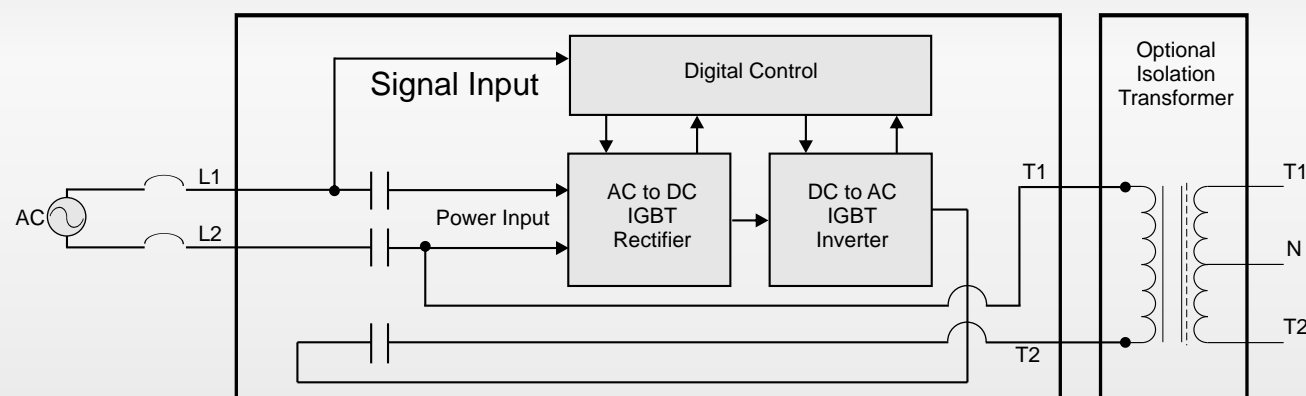 Optional
Isolation
Transformer
Digital Control
Signal Input
L1
T1
T1
AC to DC
IGBT
Rectifier
DC to AC
IGBT
Inverter
AC
Power Input
L2
N
T2
T2